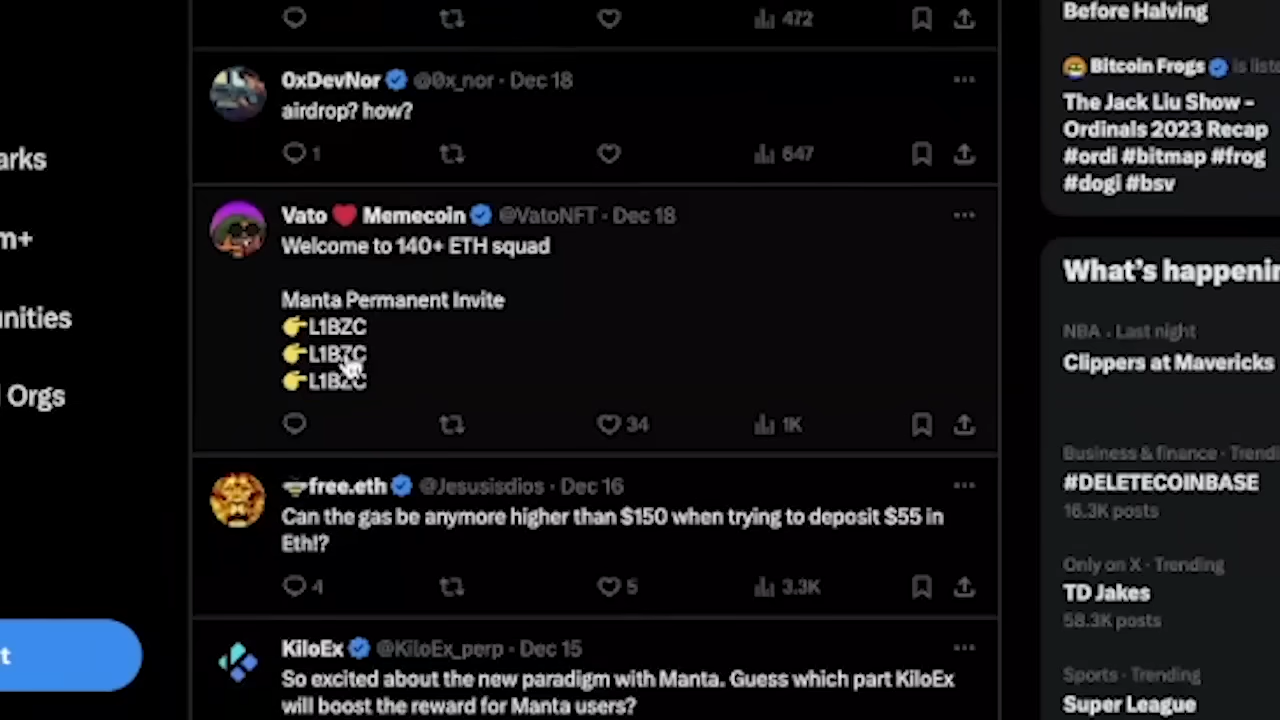 472
0xDevNor @0x_nor · Dec 18
airdrop? how?
1 647
Vato ❤️ Memecoin @VatoNFT · Dec 18
Welcome to 140+ ETH squad
Manta Permanent Invite
👉L1BZC
👉L1BZC
👉L1BZC
34 1K
free.eth @Jesusisdios · Dec 16
Can the gas be anymore higher than $150 when trying to deposit $55 in
Eth!?
4 5 3.3K
KiloEx @KiloEx_perp · Dec 15
So excited about the new paradigm with Manta. Guess which part KiloEx
will boost the reward for Manta users?
arks
m+
nities
Orgs
t
Before Halving
Bitcoin Frogs is liste
The Jack Liu Show -
Ordinals 2023 Recap
#ordi #bitmap #frog
#dogi #bsv
What's happenin
NBA · Last night
Clippers at Mavericks
Business & finance · Trendi
#DELETECOINBASE
16.3K posts
Only on X · Trending
TD Jakes
58.3K posts
Sports · Trending
Super League